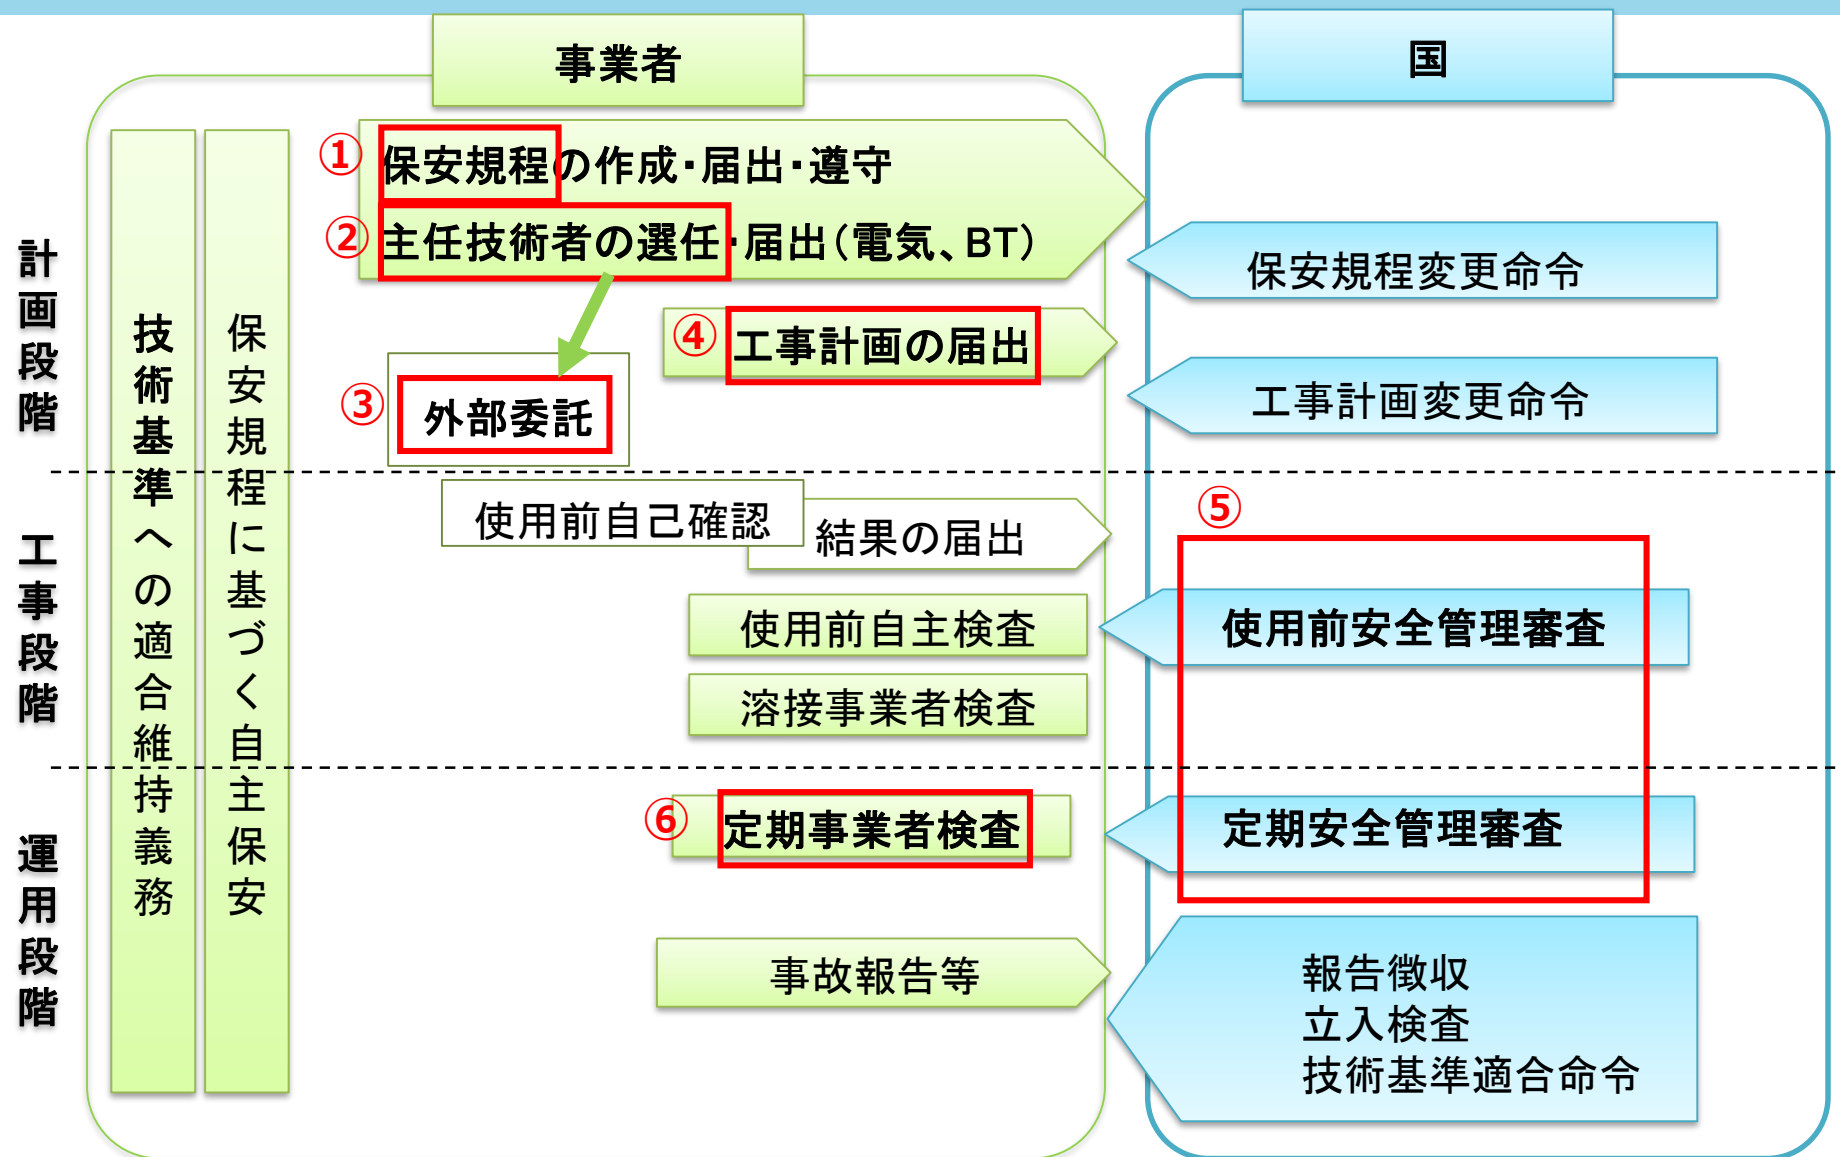 事業者
国
① 保安規程の作成・届出・遵守
② 主任技術者の選任・届出(電気、BT)
③ 外部委託
④ 工事計画の届出
保安規程変更命令
工事計画変更命令
計画段階
技術基準への適合維持義務
保安規程に基づく自主保安
使用前自己確認
結果の届出
⑤
使用前自主検査
使用前安全管理審査
溶接事業者検査
工事段階
⑥ 定期事業者検査
定期安全管理審査
運用段階
事故報告等
報告徴収
立入検査
技術基準適合命令